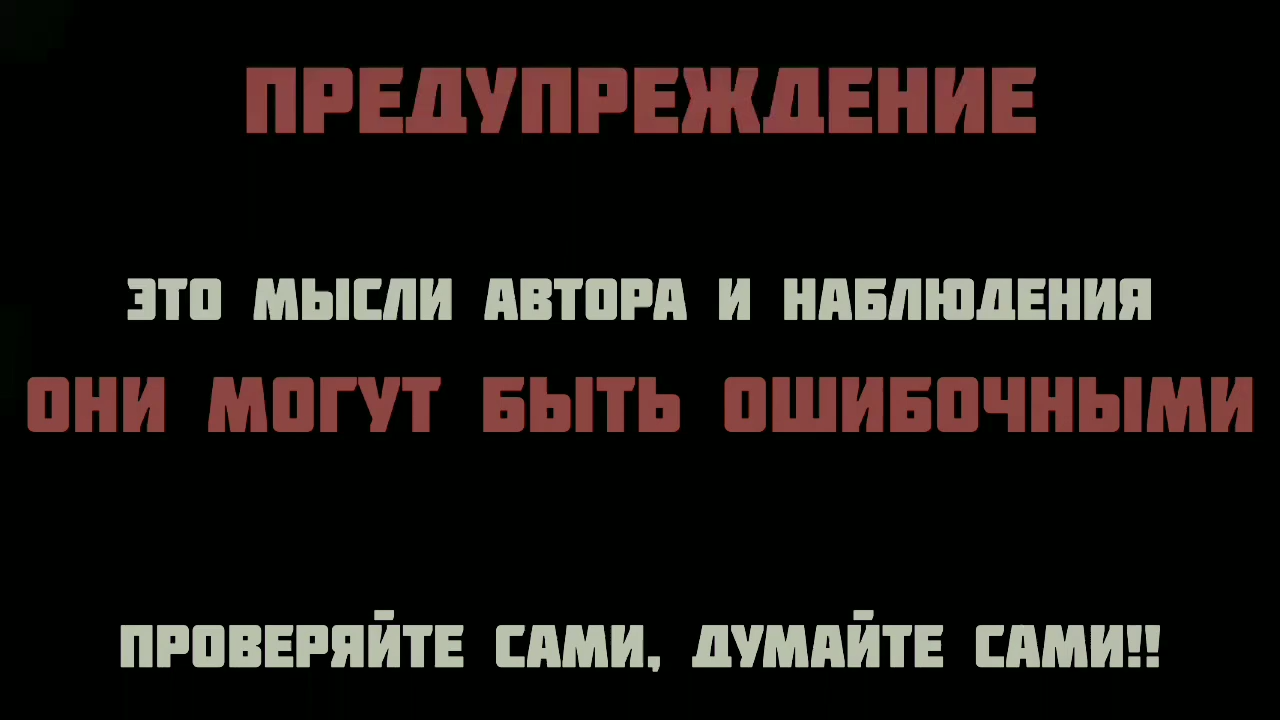 ПРЕДУПРЕЖДЕНИЕ
ЭТО МЫСЛИ АВТОРА И НАБЛЮДЕНИЯ
ОНИ МОГУТ БЫТЬ ОШИБОЧНЫМИ
ПРОВЕРЯЙТЕ САМИ, ДУМАЙТЕ САМИ!!